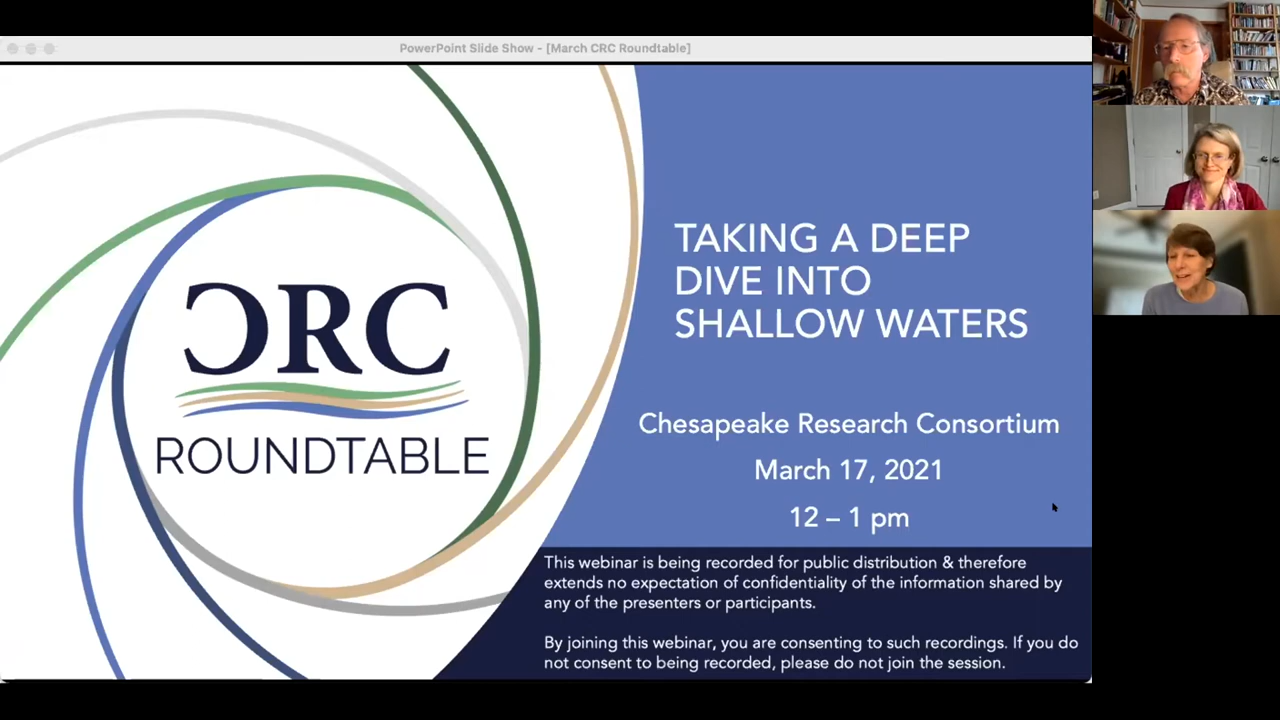 PowerPoint Slide Show - [March CRC Roundtable]
CRC
ROUNDTABLE
TAKING A DEEP
DIVE INTO
SHALLOW WATERS
Chesapeake Research Consortium
March 17, 2021
12 – 1 pm
This webinar is being recorded for public distribution & therefore
extends no expectation of confidentiality of the information shared by
any of the presenters or participants.
By joining this webinar, you are consenting to such recordings. If you do
not consent to being recorded, please do not join the session.